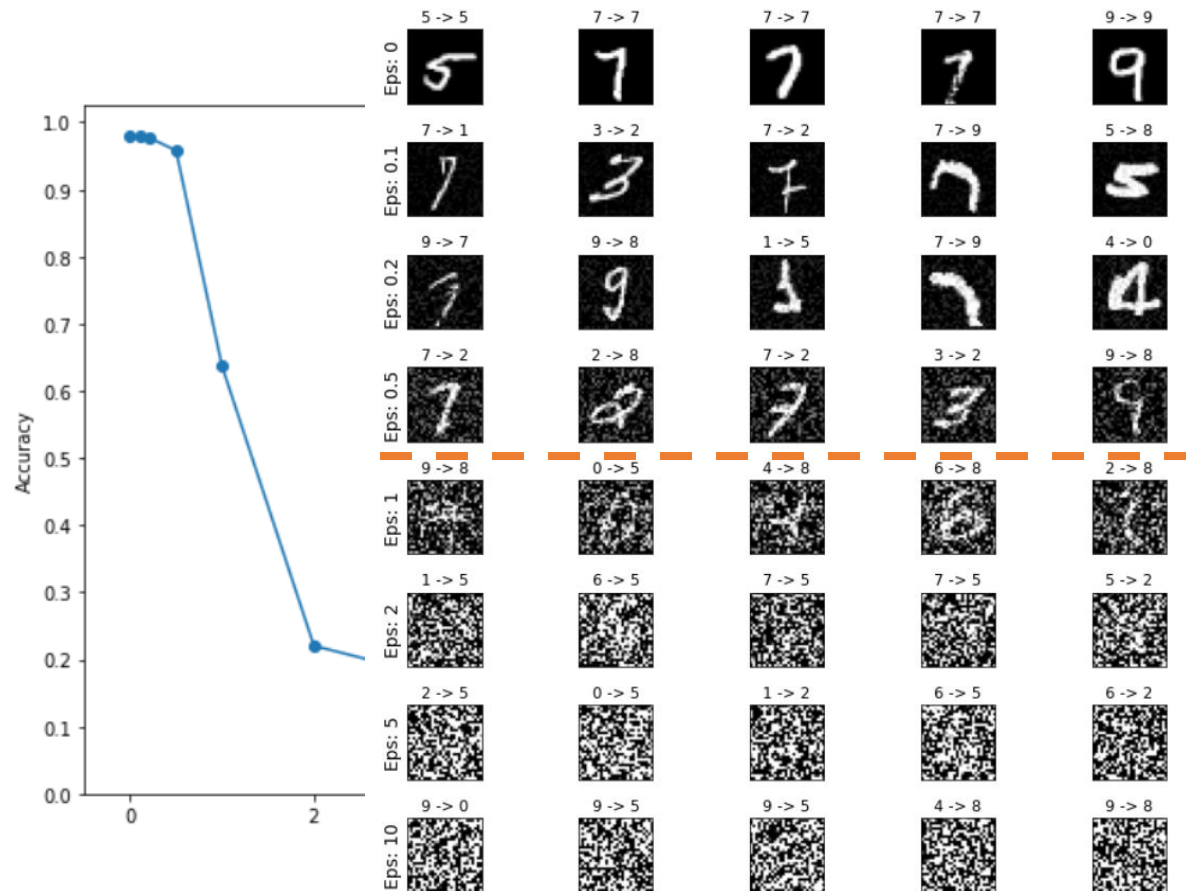 Accuracy
1.0
0.9
0.8
0.7
0.6
0.5
0.4
0.3
0.2
0.1
0.0
0 2
5 -> 5 7 -> 7 7 -> 7 7 -> 7 9 -> 9
Eps: 0
7 -> 1 3 -> 2 7 -> 2 7 -> 9 5 -> 8
Eps: 0.1
9 -> 7 9 -> 8 1 -> 5 7 -> 9 4 -> 0
Eps: 0.2
7 -> 2 2 -> 8 7 -> 2 3 -> 2 9 -> 8
Eps: 0.5
9 -> 8 0 -> 5 4 -> 8 6 -> 8 2 -> 8
Eps: 1
1 -> 5 6 -> 5 7 -> 5 7 -> 5 5 -> 2
Eps: 2
2 -> 5 0 -> 5 1 -> 2 6 -> 5 6 -> 2
Eps: 5
9 -> 0 9 -> 5 9 -> 5 4 -> 8 9 -> 8
Eps: 10